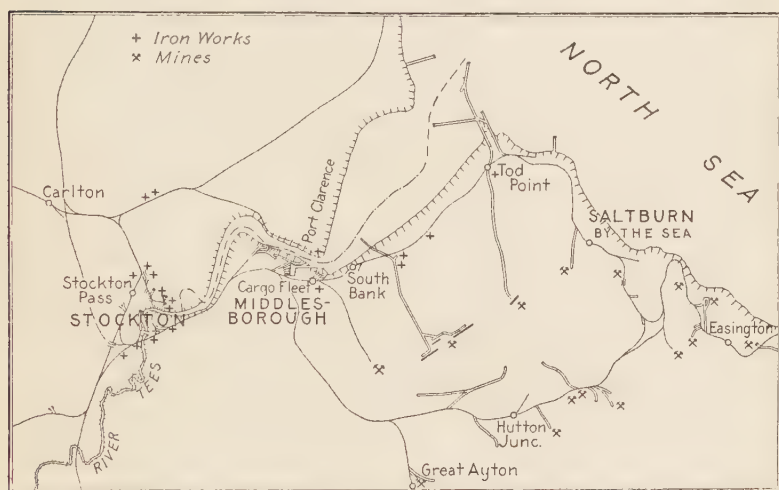 + Iron Works
⚒ Mines
NORTH
SEA
Carlton
Port Clarence
Tod
Point
SALTBURN
BY THE SEA
Stockton
Pass
STOCKTON
Cargo Fleet
MIDDLES-
BOROUGH
South
Bank
Easington
RIVER
TEES
Hutton
Junc.
Great Ayton